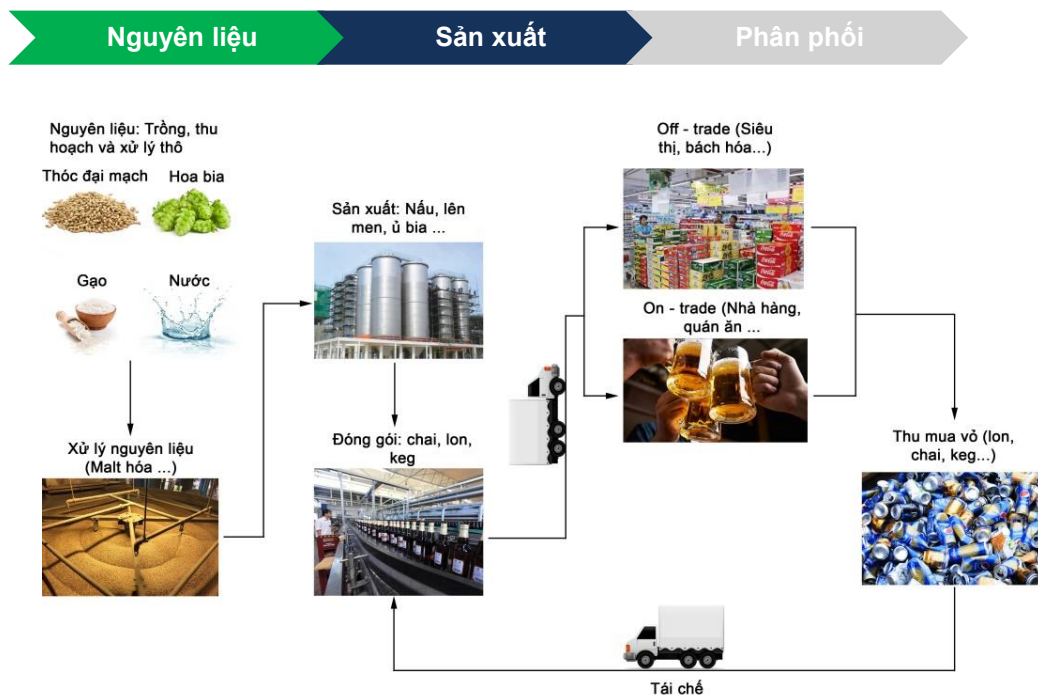 Nguyên liệu
Sản xuất
Phân phối
Nguyên liệu: Trồng, thu
hoạch và xử lý thô
Thóc đại mạch
Hoa bia
Gạo
Nước
Xử lý nguyên liệu
(Malt hóa ...)
Sản xuất: Nấu, lên
men, ủ bia ...
Đóng gói: chai, lon,
keg
Off - trade (Siêu
thị, bách hóa...)
On - trade (Nhà hàng,
quán ăn ...
Thu mua vỏ (lon,
chai, keg...)
Tái chế